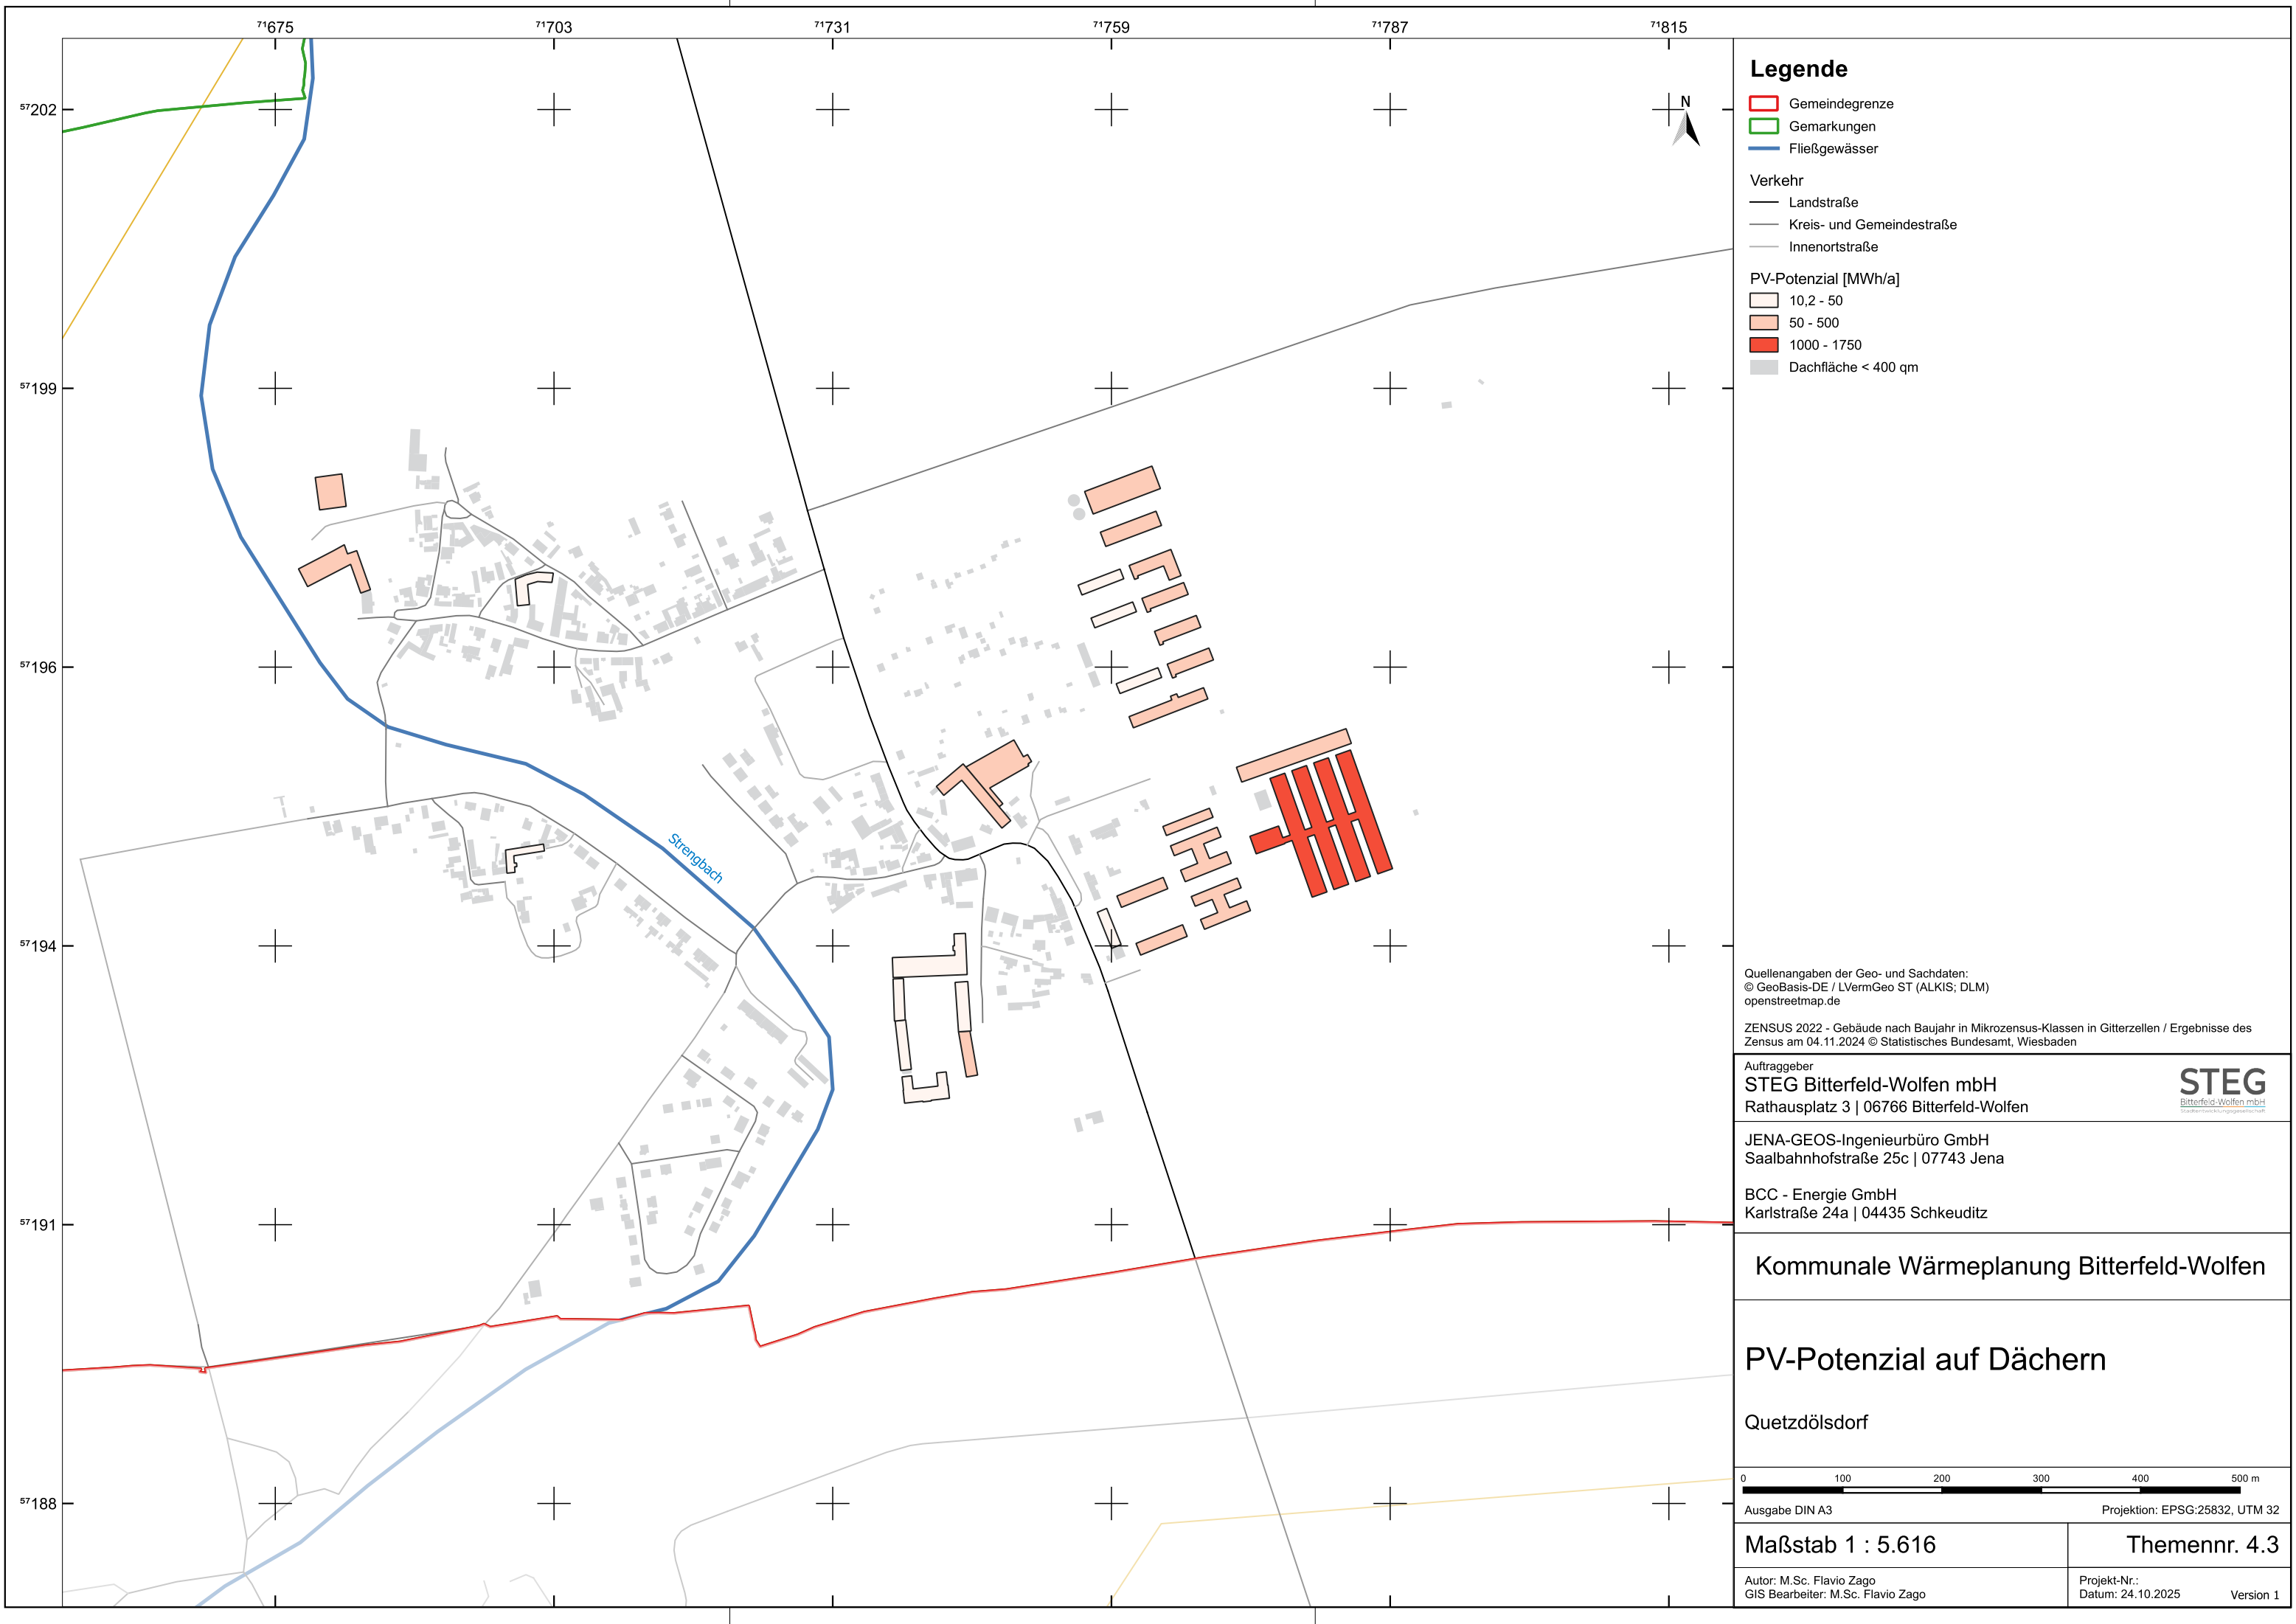 71675 71703 71731 71759 71787 71815
57202
57199
57196
57194
57191
57188
N
Strengbach
Legende
Gemeindegrenze
Gemarkungen
Fließgewässer
Verkehr
Landstraße
Kreis- und Gemeindestraße
Innenortstraße
PV-Potenzial [MWh/a]
10,2 - 50
50 - 500
1000 - 1750
Dachfläche < 400 qm
Quellenangaben der Geo- und Sachdaten:
© GeoBasis-DE / LVermGeo ST (ALKIS; DLM)
openstreetmap.de
ZENSUS 2022 - Gebäude nach Baujahr in Mikrozensus-Klassen in Gitterzellen / Ergebnisse des
Zensus am 04.11.2024 © Statistisches Bundesamt, Wiesbaden
Auftraggeber
STEG Bitterfeld-Wolfen mbH
Rathausplatz 3 | 06766 Bitterfeld-Wolfen
STEG
Bitterfeld-Wolfen mbH
Stadtentwicklungsgesellschaft
JENA-GEOS-Ingenieurbüro GmbH
Saalbahnhofstraße 25c | 07743 Jena
BCC - Energie GmbH
Karlstraße 24a | 04435 Schkeuditz
Kommunale Wärmeplanung Bitterfeld-Wolfen
PV-Potenzial auf Dächern
Quetzdölsdorf
0 100 200 300 400 500 m
Ausgabe DIN A3 Projektion: EPSG:25832, UTM 32
Maßstab 1 : 5.616 Themennr. 4.3
Autor: M.Sc. Flavio Zago
GIS Bearbeiter: M.Sc. Flavio Zago
Projekt-Nr.:
Datum: 24.10.2025 Version 1